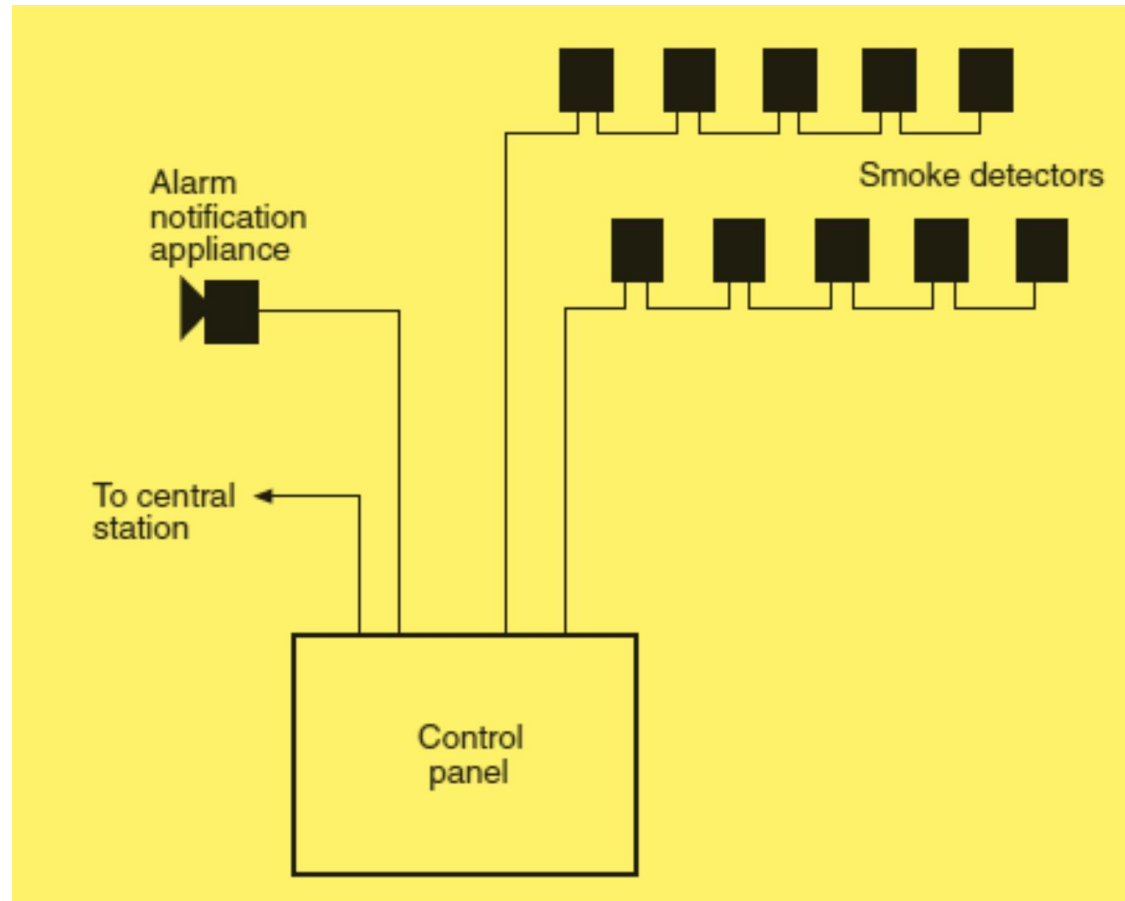 Smoke detectors
Alarm
notification
appliance
To central
station
Control
panel